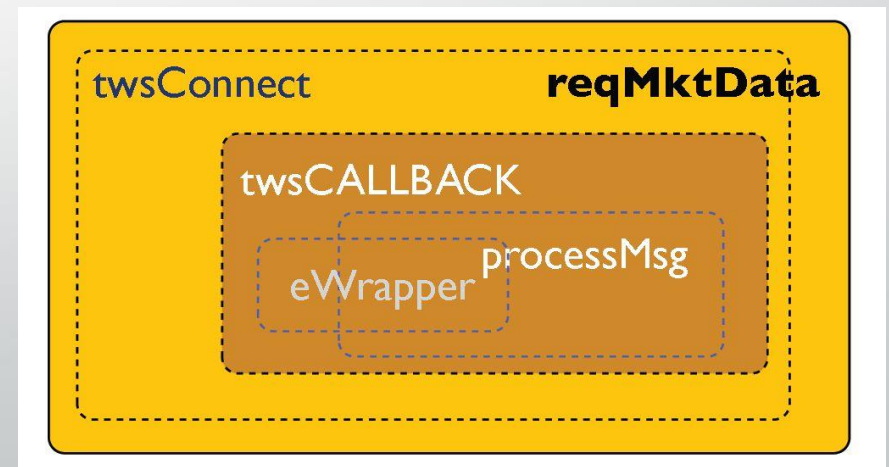 twsConnect reqMktData
twsCALLBACK
processMsg
eWrapper